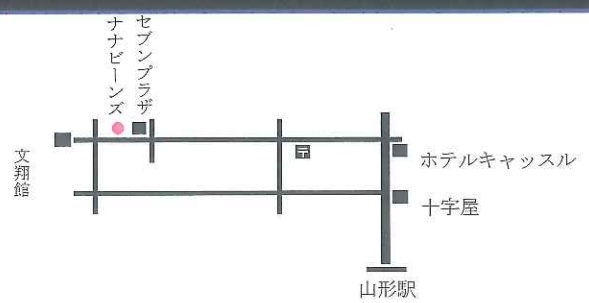 セブンプラザ
ナナビーンズ
文翔館
〒
ホテルキャッスル
十字屋
山形駅